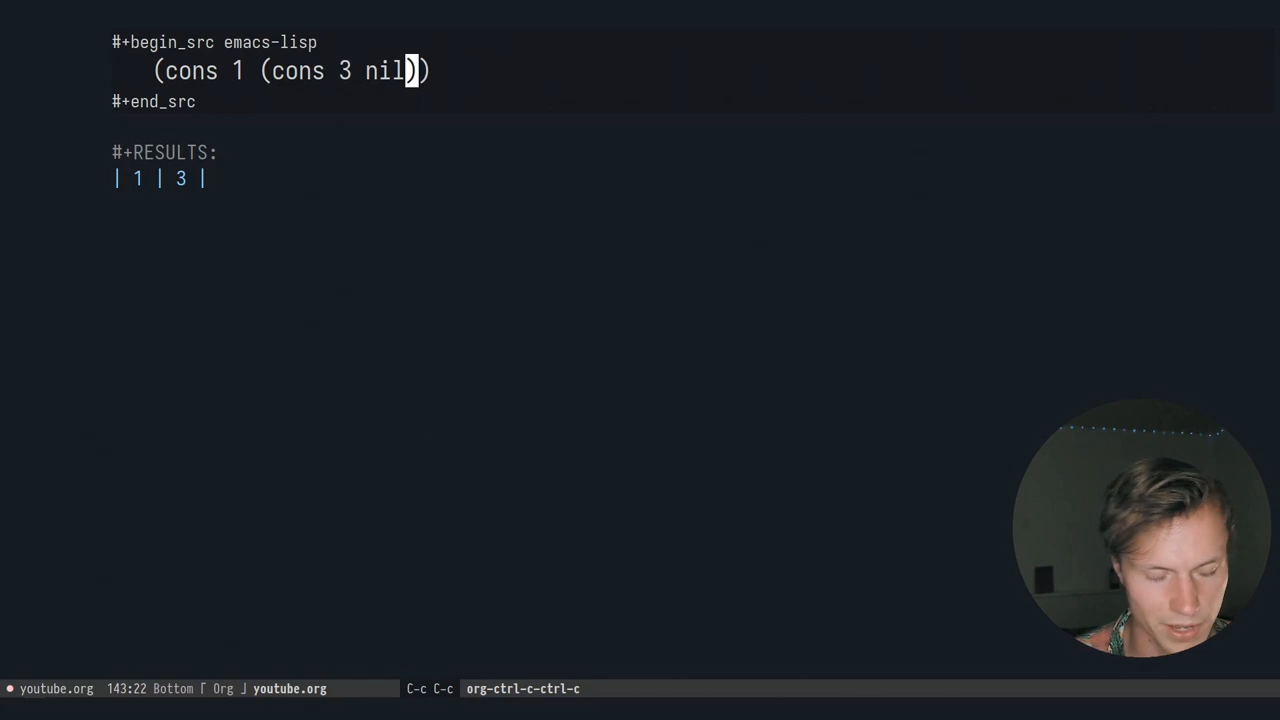 #+begin_src emacs-lisp
(cons 1 (cons 3 nil))
#+end_src
#+RESULTS:
| 1 | 3 |
youtube.org 143:22 Bottom「 Org 」youtube.org C-c C-c org-ctrl-c-ctrl-c